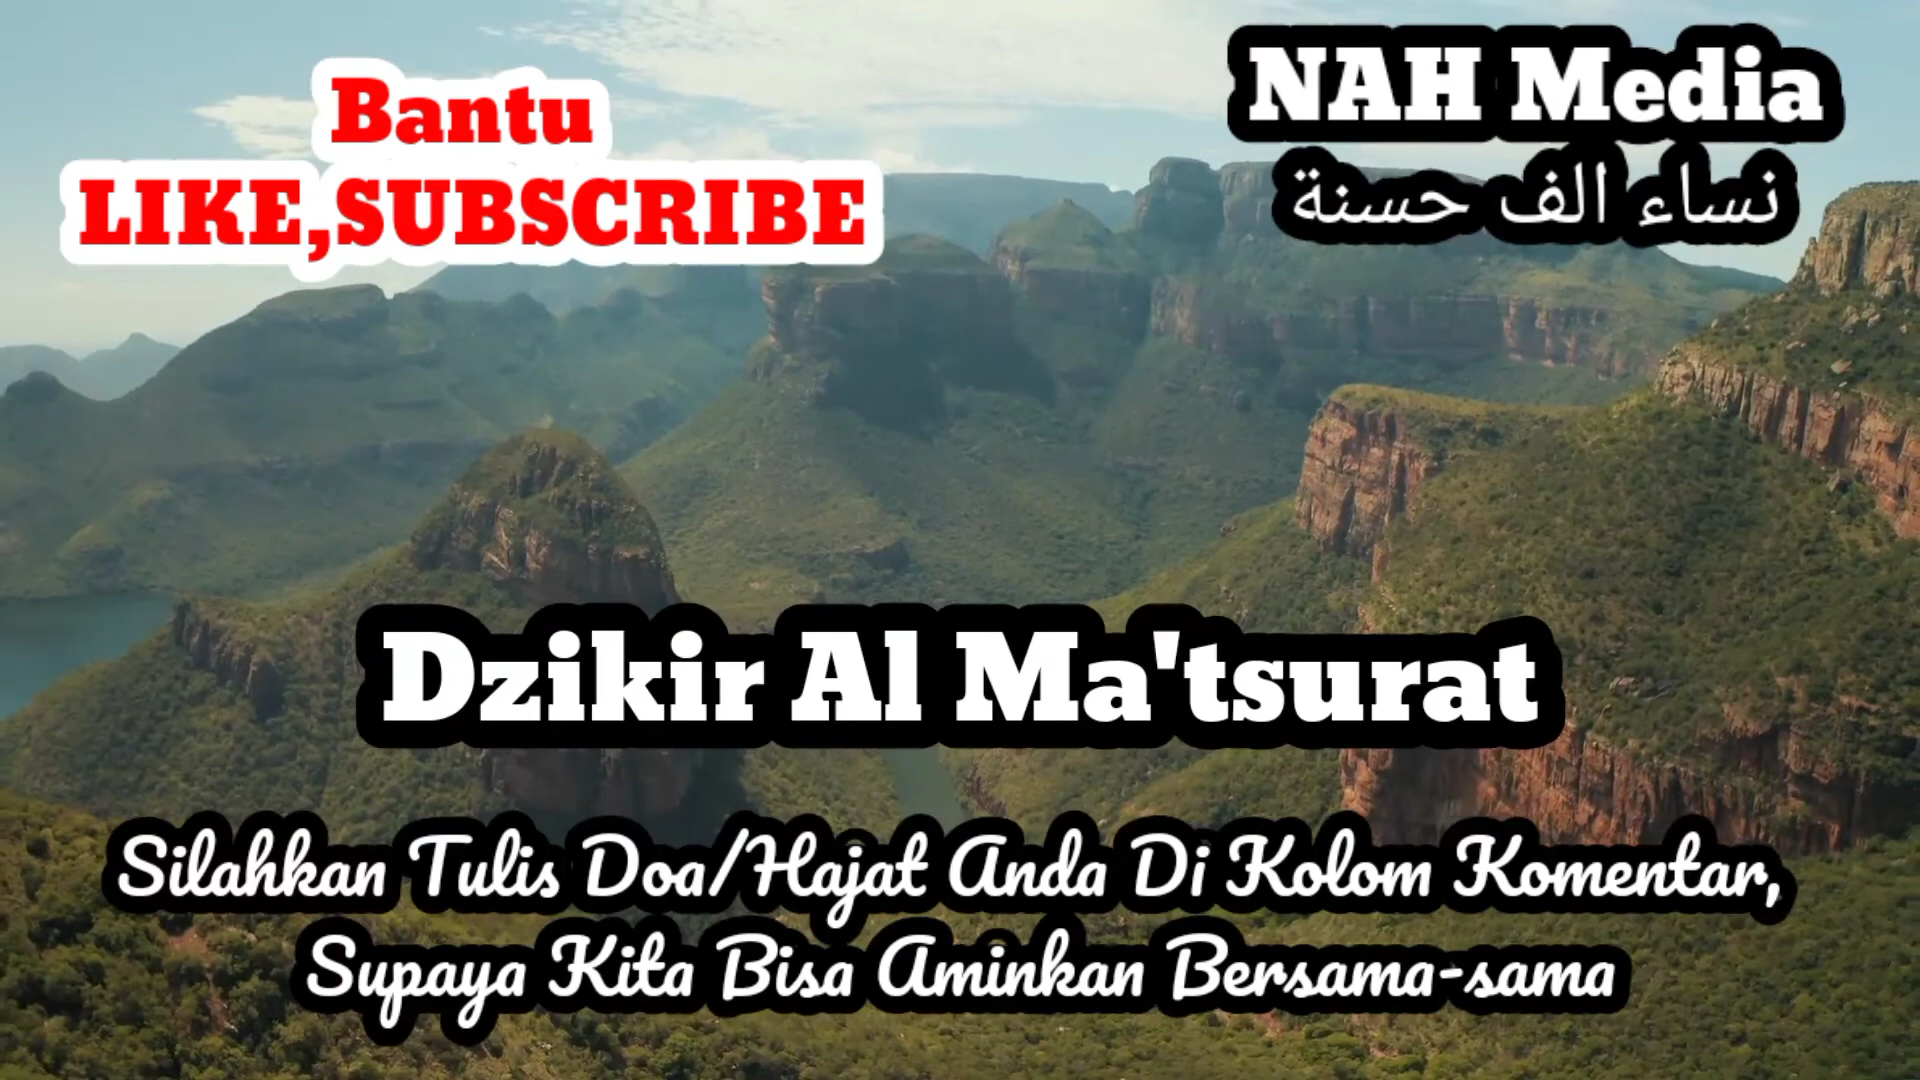 Bantu
LIKE,SUBSCRIBE
NAH Media
نساء الف حسنة
Dzikir Al Ma'tsurat
Silahkan Tulis Doa/Hajat Anda Di Kolom Komentar,
Supaya Kita Bisa Aminkan Bersama-sama